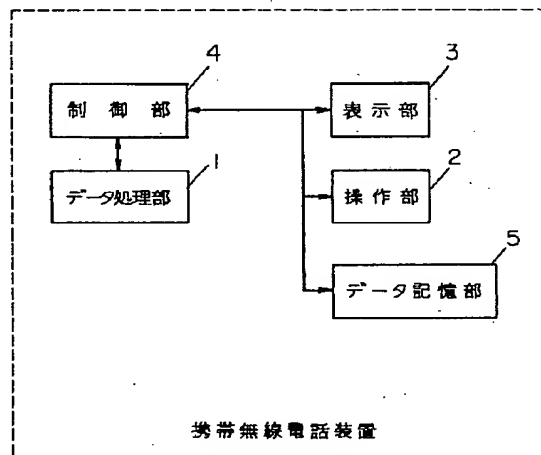 4
制御部
1
データ処理部
3
表示部
2
操作部
5
データ記憶部
携帯無線電話装置